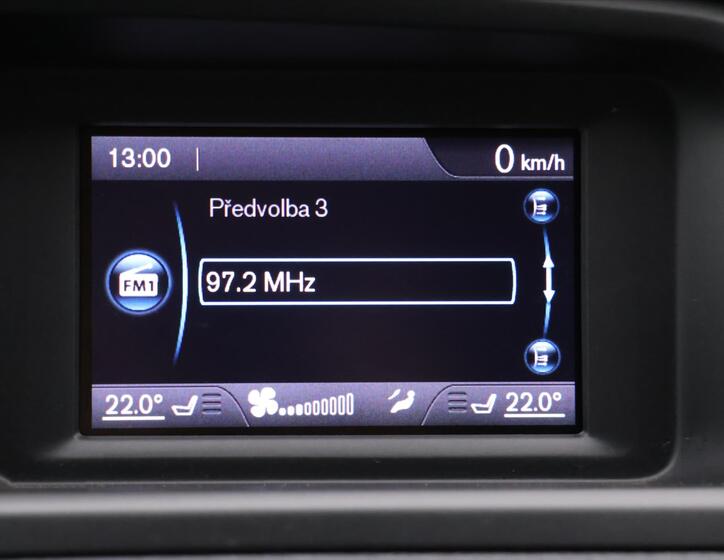 13:00
0 km/h
Předvolba 3
FM1
97.2 MHz
22.0°
22.0°